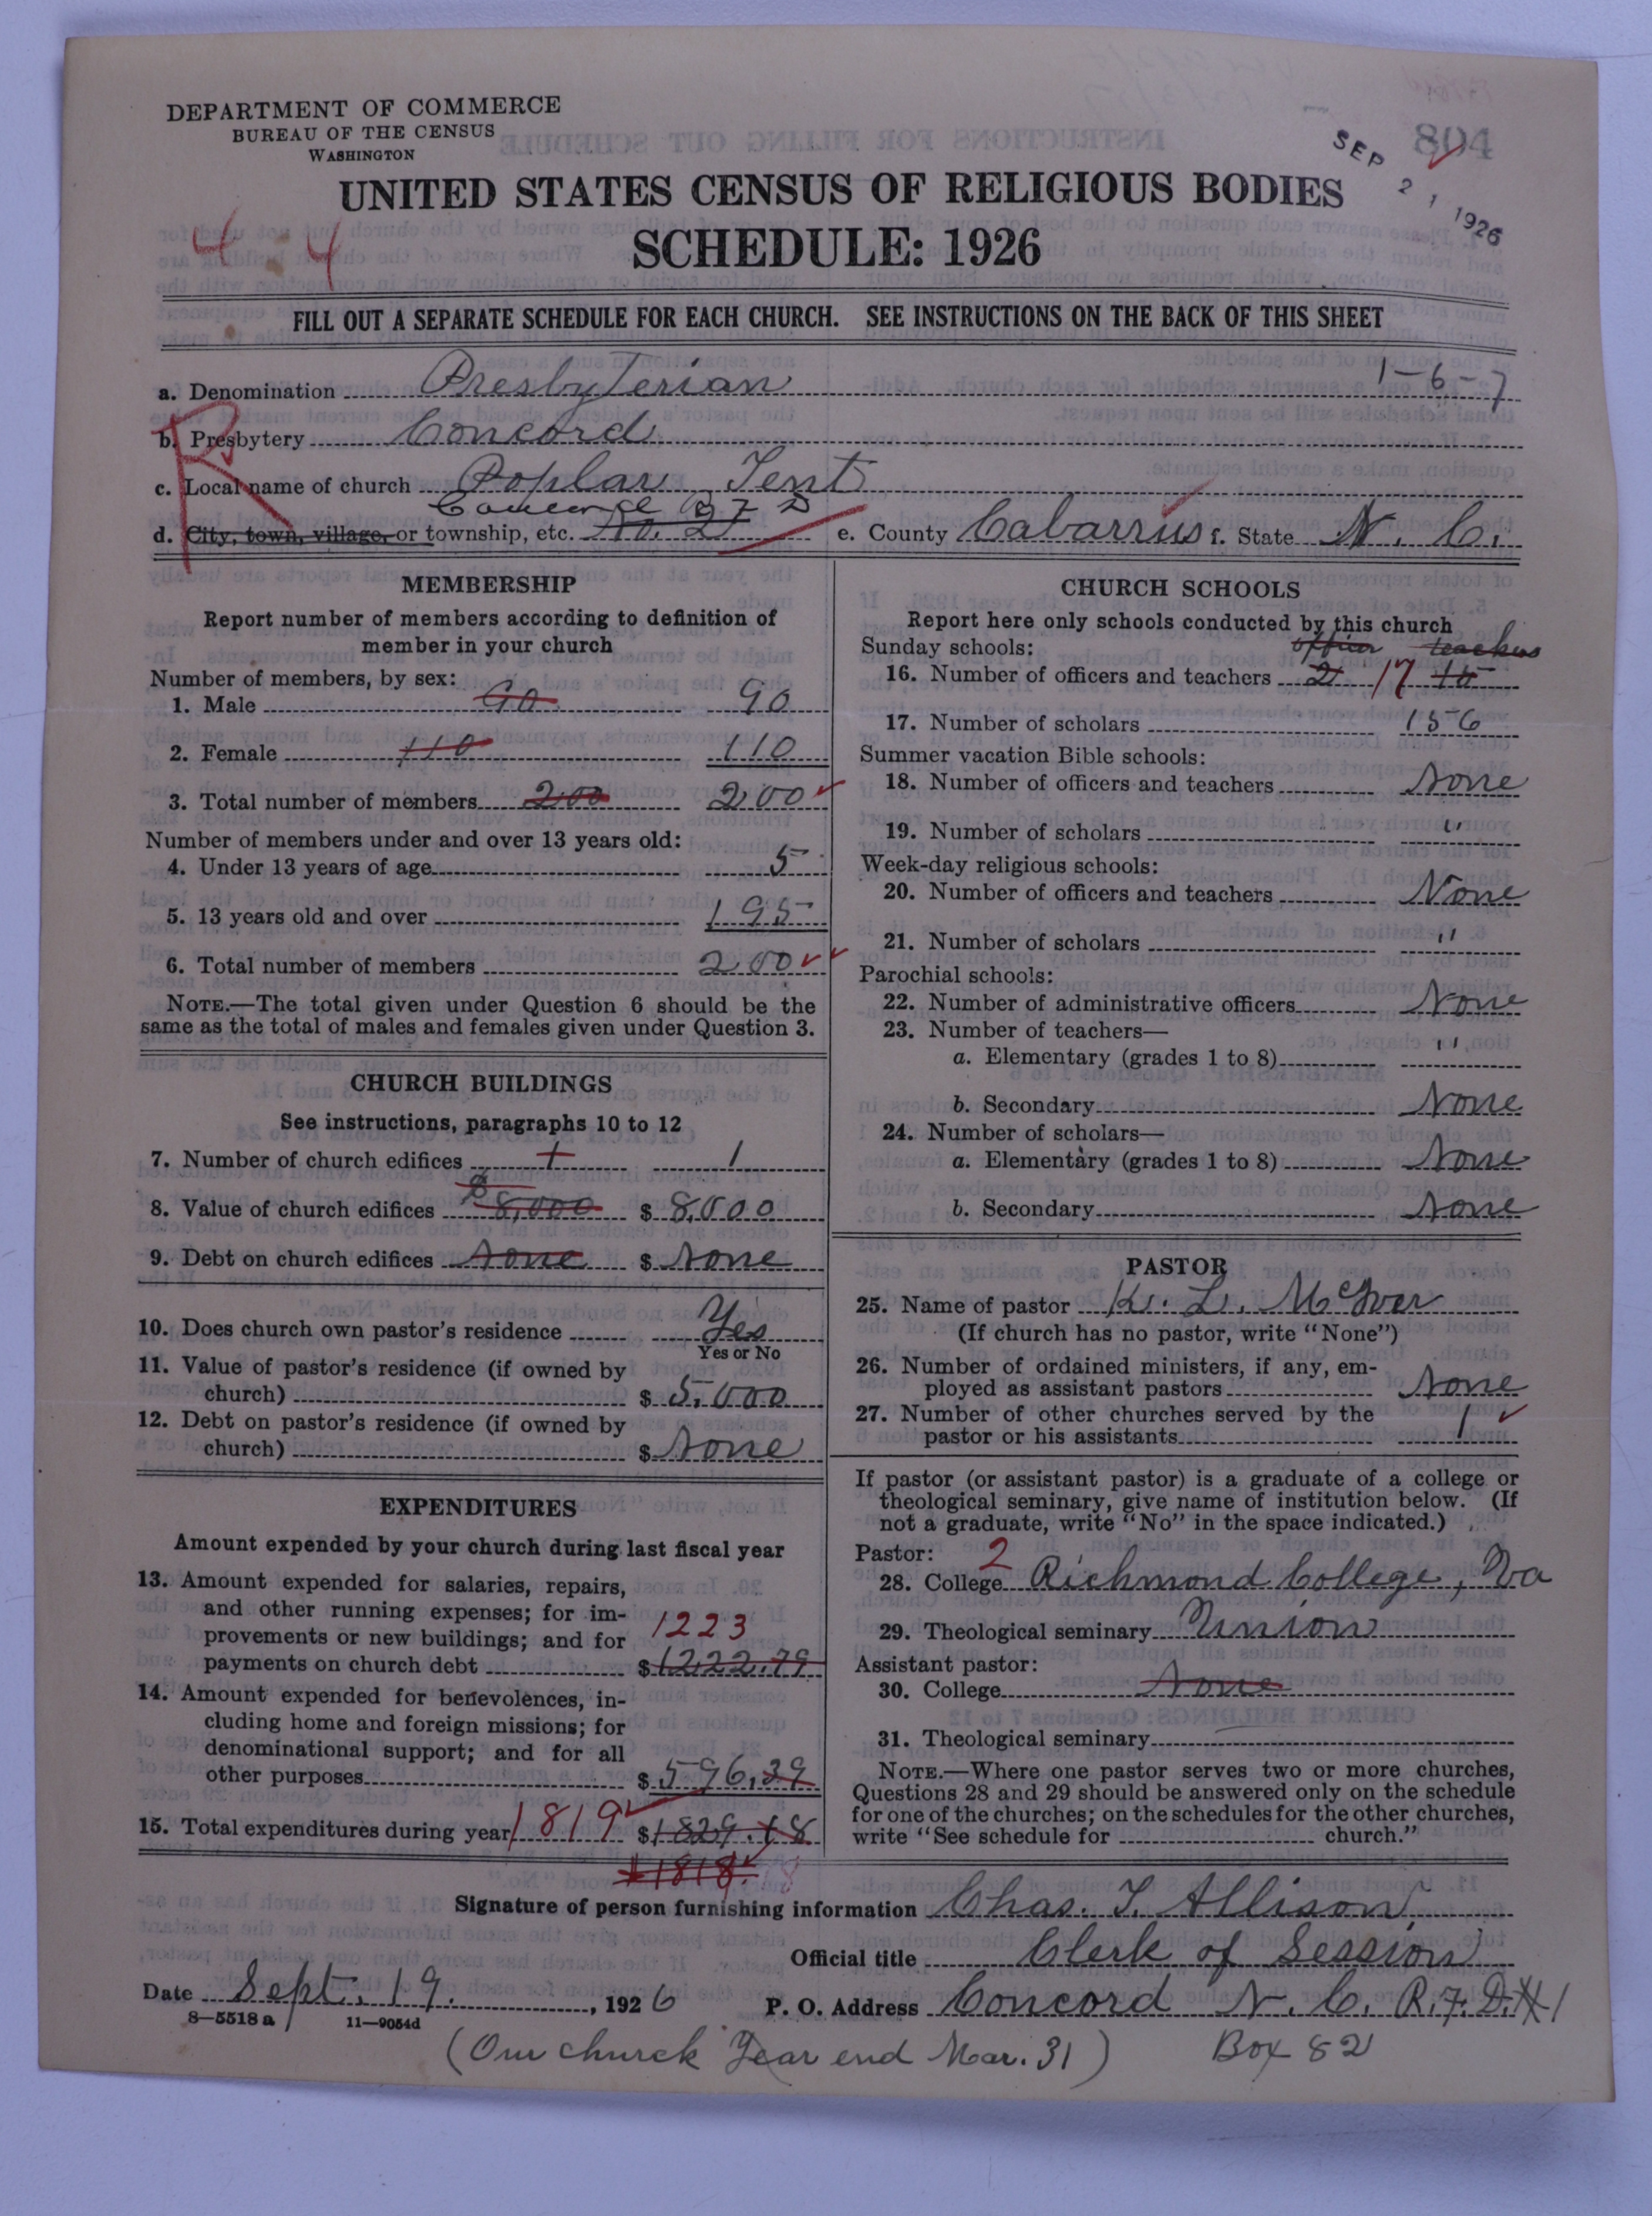 DEPARTMENT OF COMMERCE
BUREAU OF THE CENSUS
WASHINGTON
804
SEP 21 1926
UNITED STATES CENSUS OF RELIGIOUS BODIES
4 4
SCHEDULE: 1926
FILL OUT A SEPARATE SCHEDULE FOR EACH CHURCH. SEE INSTRUCTIONS ON THE BACK OF THIS SHEET
1-6-7
a. Denomination Presbyterian
b. Presbytery Concord
R
c. Local name of church Poplar Tent
d. City, town, village, or township, etc. No. 2 e. County Cabarrus f. State N. C.
MEMBERSHIP
Report number of members according to definition of
member in your church
Number of members, by sex:
1. Male 90 90
2. Female 110 110
3. Total number of members 200 200
Number of members under and over 13 years old:
4. Under 13 years of age 5
5. 13 years old and over 195
6. Total number of members 200
NOTE.—The total given under Question 6 should be the
same as the total of males and females given under Question 3.
CHURCH BUILDINGS
See instructions, paragraphs 10 to 12
7. Number of church edifices 1 1
8. Value of church edifices $8,000 $ 8,000
9. Debt on church edifices None $ None
10. Does church own pastor's residence Yes
Yes or No
11. Value of pastor's residence (if owned by
church) $ 5,000
12. Debt on pastor's residence (if owned by
church) $ None
EXPENDITURES
Amount expended by your church during last fiscal year
13. Amount expended for salaries, repairs,
and other running expenses; for im-
provements or new buildings; and for 1223
payments on church debt $ 1222.79
14. Amount expended for benevolences, in-
cluding home and foreign missions; for
denominational support; and for all
other purposes $ 596.39
15. Total expenditures during year 1819 $ 1829.18
1818.
CHURCH SCHOOLS
Report here only schools conducted by this church
Sunday schools: officer teachers
16. Number of officers and teachers 2 17 15
17. Number of scholars 156
Summer vacation Bible schools:
18. Number of officers and teachers None
19. Number of scholars "
Week-day religious schools:
20. Number of officers and teachers None
21. Number of scholars "
Parochial schools:
22. Number of administrative officers None
23. Number of teachers—
a. Elementary (grades 1 to 8) "
b. Secondary None
24. Number of scholars—
a. Elementary (grades 1 to 8) None
b. Secondary None
PASTOR
25. Name of pastor L. McIver
(If church has no pastor, write "None")
26. Number of ordained ministers, if any, em-
ployed as assistant pastors None
27. Number of other churches served by the
pastor or his assistants 1
If pastor (or assistant pastor) is a graduate of a college or
theological seminary, give name of institution below. (If
not a graduate, write "No" in the space indicated.)
Pastor: 2
28. College Richmond College, Va
29. Theological seminary Union
Assistant pastor:
30. College None
31. Theological seminary
NOTE.—Where one pastor serves two or more churches,
Questions 28 and 29 should be answered only on the schedule
for one of the churches; on the schedules for the other churches,
write "See schedule for church."
Signature of person furnishing information Chas. T. Allison,
Official title Clerk of Session
Date Sept. 19. , 1926 P. O. Address Concord N. C. R.F.D.#1
8—5518 a 11—9054d
(Our church Year end Mar. 31) Box 82